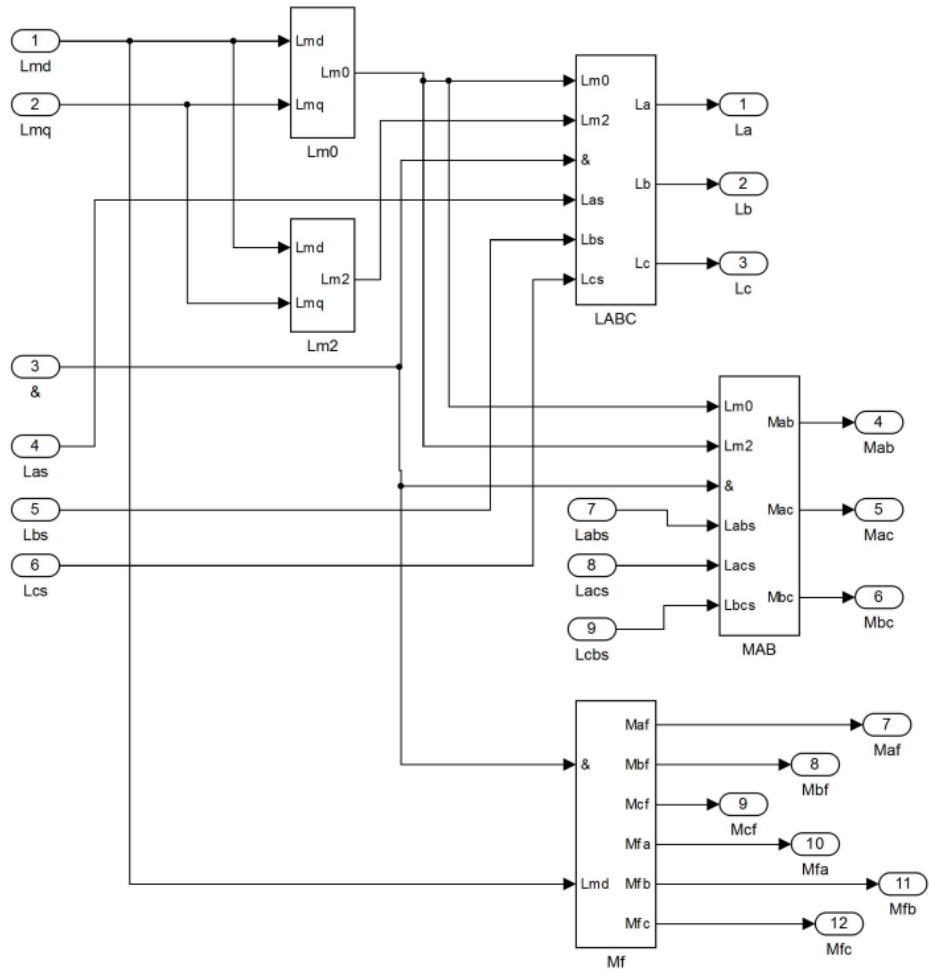 1
Lmd
2
Lmq
Lmd
Lm0
Lmq
Lm0
Lmd
Lm2
Lmq
Lm2
3
&
4
Las
5
Lbs
6
Lcs
Lm0
La
Lm2
&
Lb
Las
Lbs
Lc
Lcs
LABC
1
La
2
Lb
3
Lc
7
Labs
8
Lacs
9
Lcbs
Lm0
Mab
Lm2
&
Mac
Labs
Lacs
Mbc
Lbcs
MAB
4
Mab
5
Mac
6
Mbc
Maf
&
Mbf
Mcf
Mfa
Lmd
Mfb
Mfc
Mf
7
Maf
8
Mbf
9
Mcf
10
Mfa
11
Mfb
12
Mfc